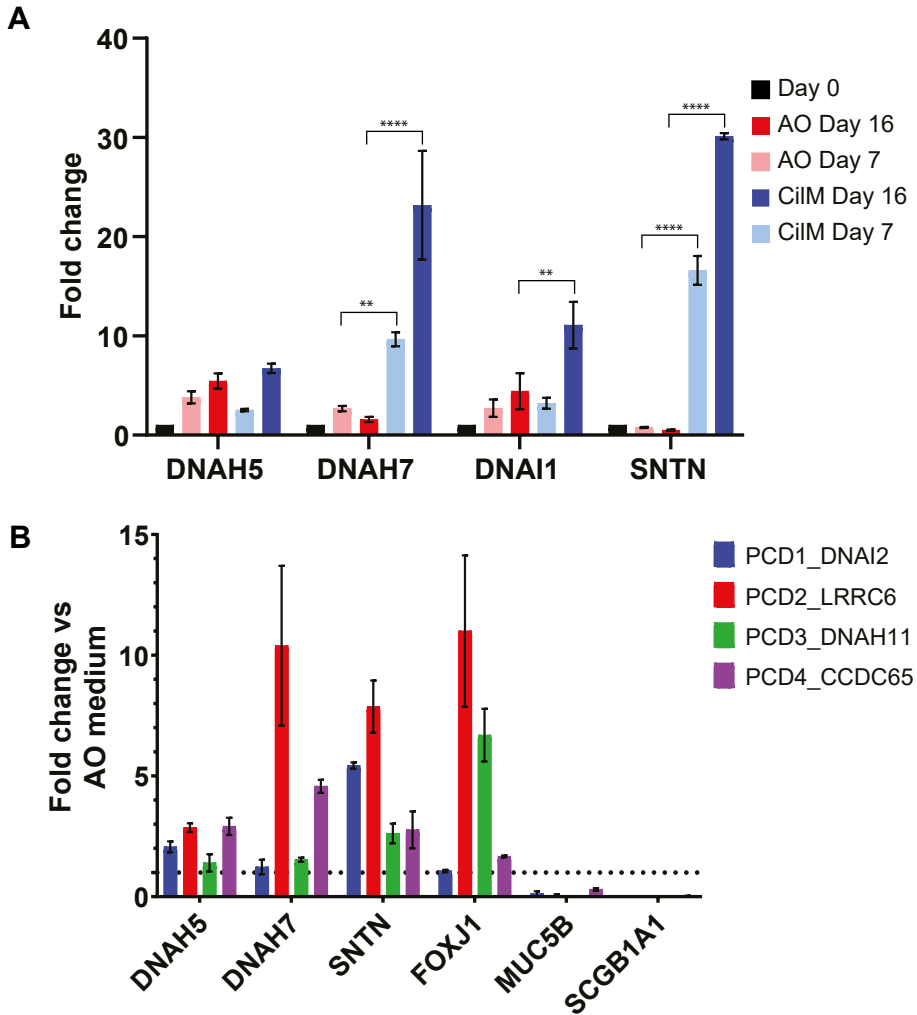 A
Fold change
40
30
20
10
0
**
****
**
****
****
DNAH5
DNAH7
DNAI1
SNTN
Day 0
AO Day 16
AO Day 7
CilM Day 16
CilM Day 7
B
Fold change vs
AO medium
15
10
5
0
DNAH5
DNAH7
SNTN
FOXJ1
MUC5B
SCGB1A1
PCD1_DNAI2
PCD2_LRRC6
PCD3_DNAH11
PCD4_CCDC65